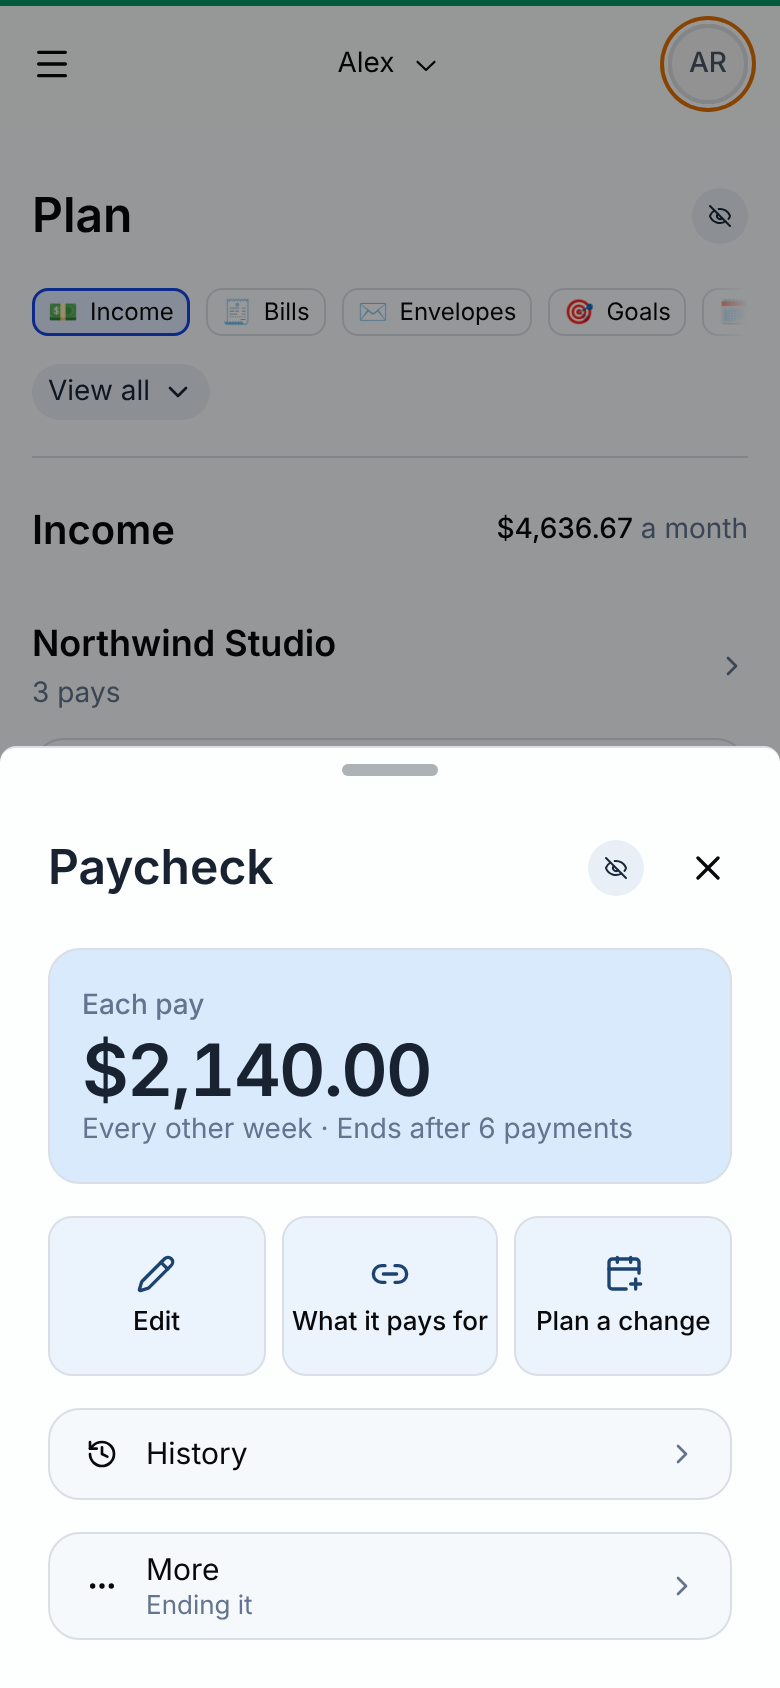 Alex
AR
Plan
Income
Bills
Envelopes
Goals
View all
Income
$4,636.67 a month
Northwind Studio
3 pays
Paycheck
Each pay
$2,140.00
Every other week · Ends after 6 payments
Edit
What it pays for
Plan a change
History
More
Ending it